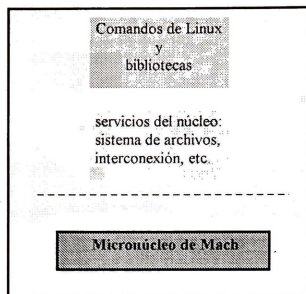 Comandos de Linux
y
bibliotecas
servicios del núcleo:
sistema de archivos,
interconexión, etc.
Micronúcleo de Mach